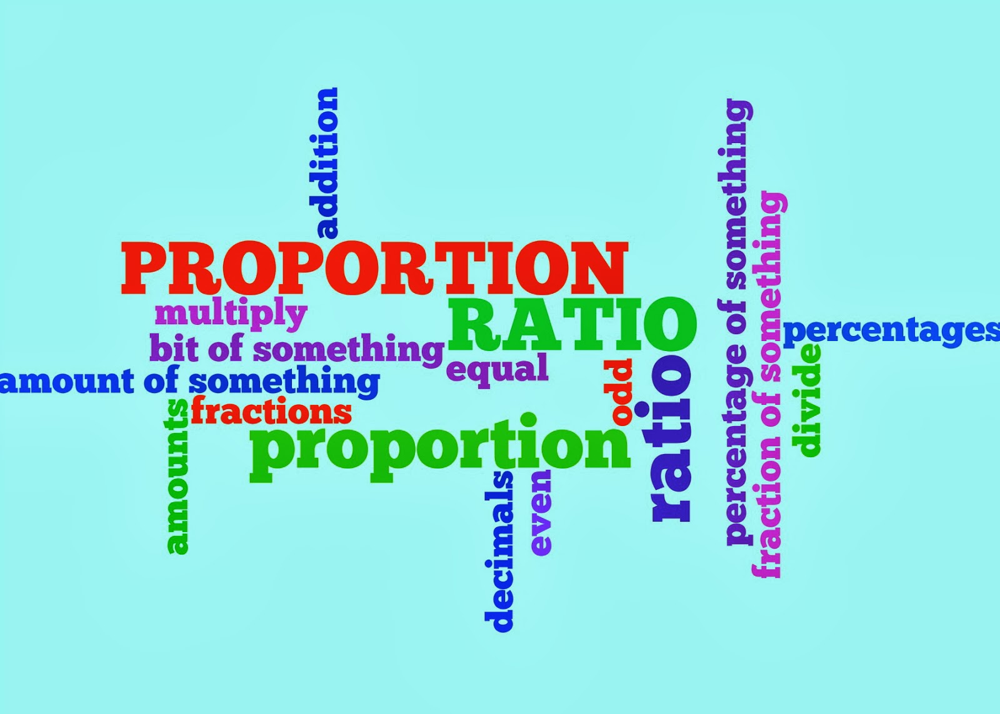 addition
PROPORTION
multiply
RATIO
bit of something
equal
amount of something
fractions
amounts
proportion
odd
ratio
decimals
even
percentage of something
fraction of something
percentages
divide